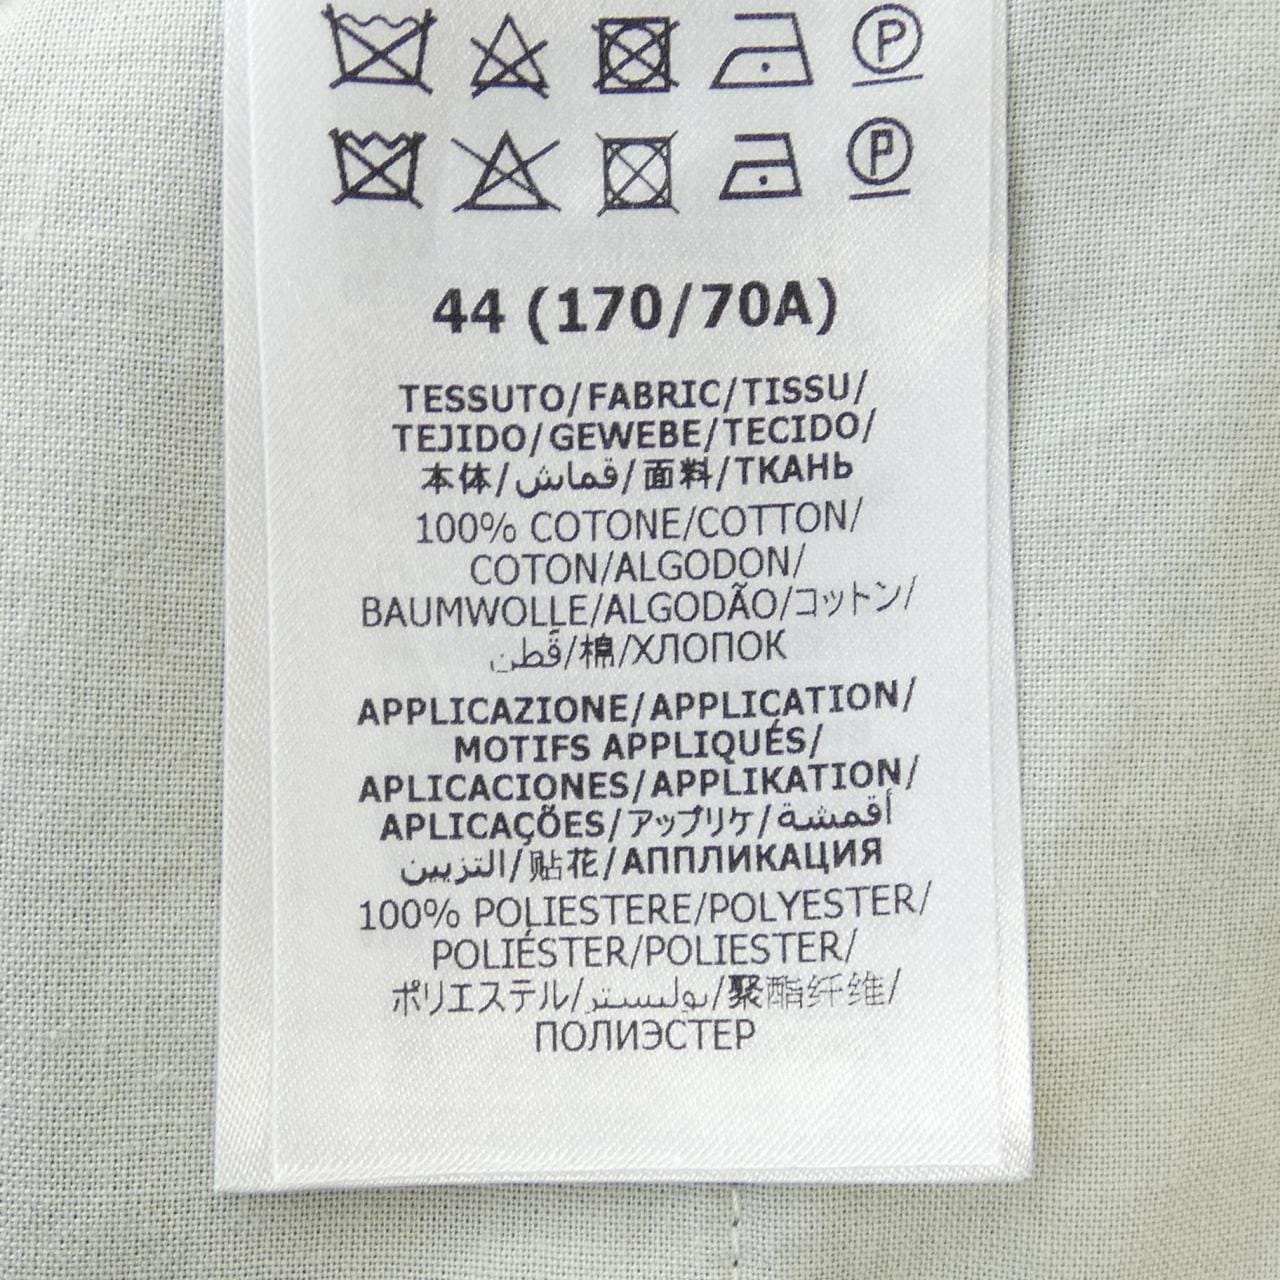 44 (170/70A)
TESSUTO/FABRIC/TISSU/
TEJIDO/GEWEBE/TECIDO/
本体/قماش/面料/ТКАНЬ
100% COTONE/COTTON/
COTON/ALGODON/
BAUMWOLLE/ALGODÃO/コットン/
قطن/棉/ХЛОПОК
APPLICAZIONE/APPLICATION/
MOTIFS APPLIQUÉS/
APLICACIONES/APPLIKATION/
APLICAÇÕES/アップリケ/أقمشة
التزيين/贴花/АППЛИКАЦИЯ
100% POLIESTERE/POLYESTER/
POLIÉSTER/POLIESTER/
ポリエステル/بوليستر/聚酯纤维/
ПОЛИЭСТЕР